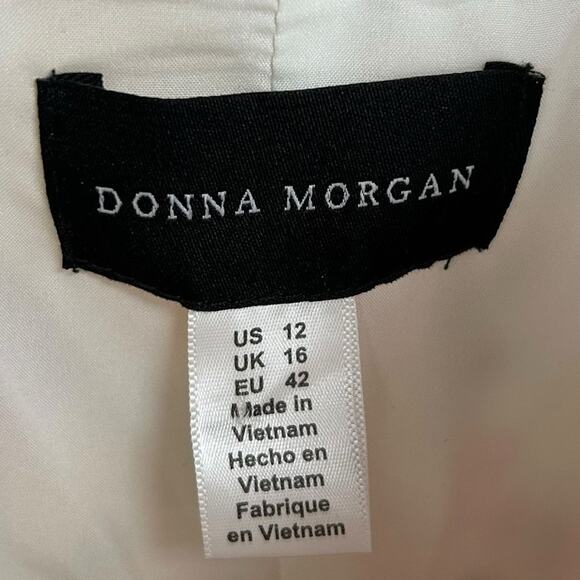 DONNA MORGAN
US 12
UK 16
EU 42
Made in
Vietnam
Hecho en
Vietnam
Fabrique
en Vietnam